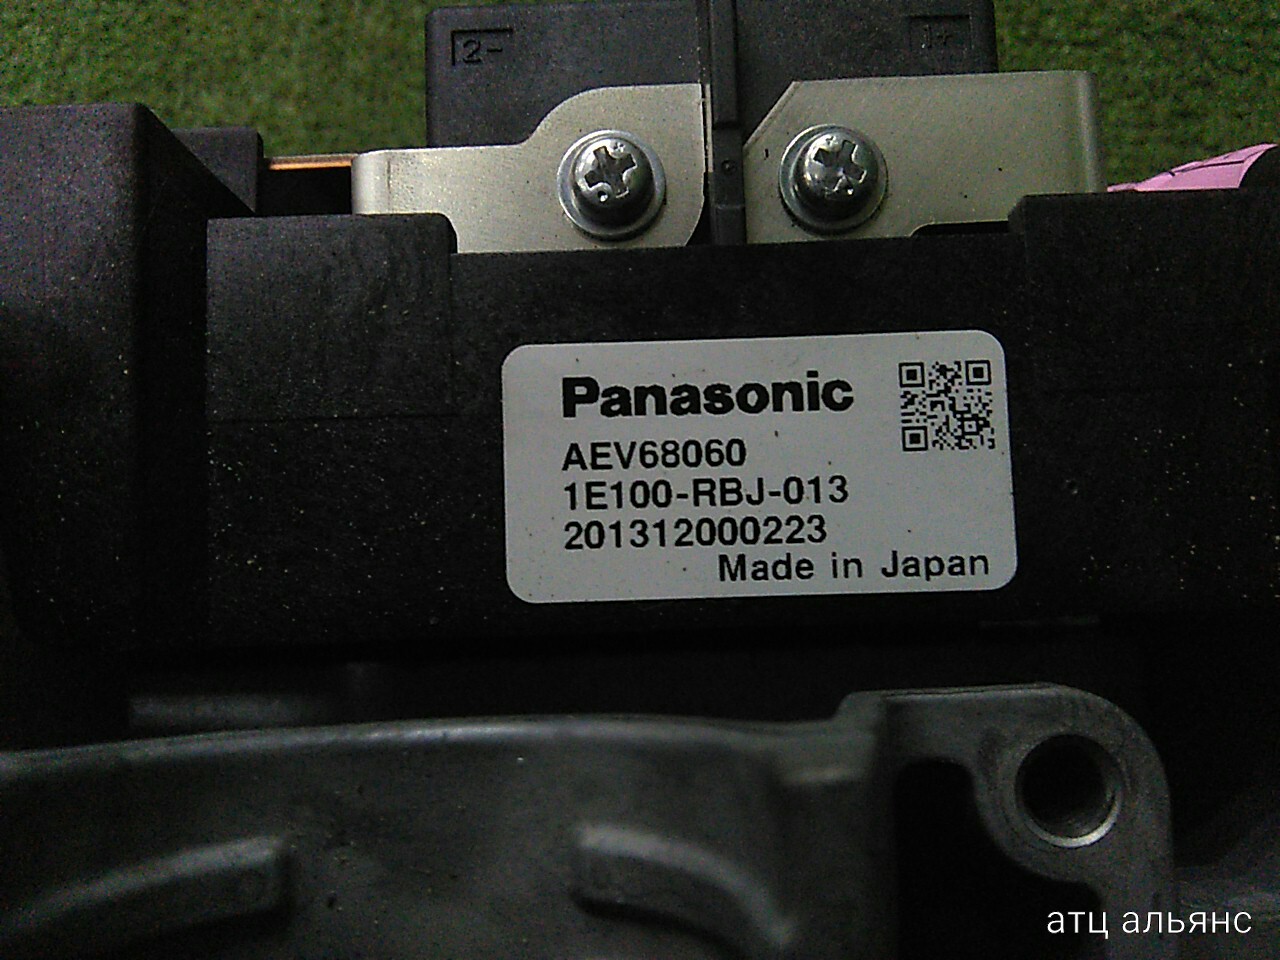 2-
1+
Panasonic
AEV68060
1E100-RBJ-013
201312000223
Made in Japan
атц альянс